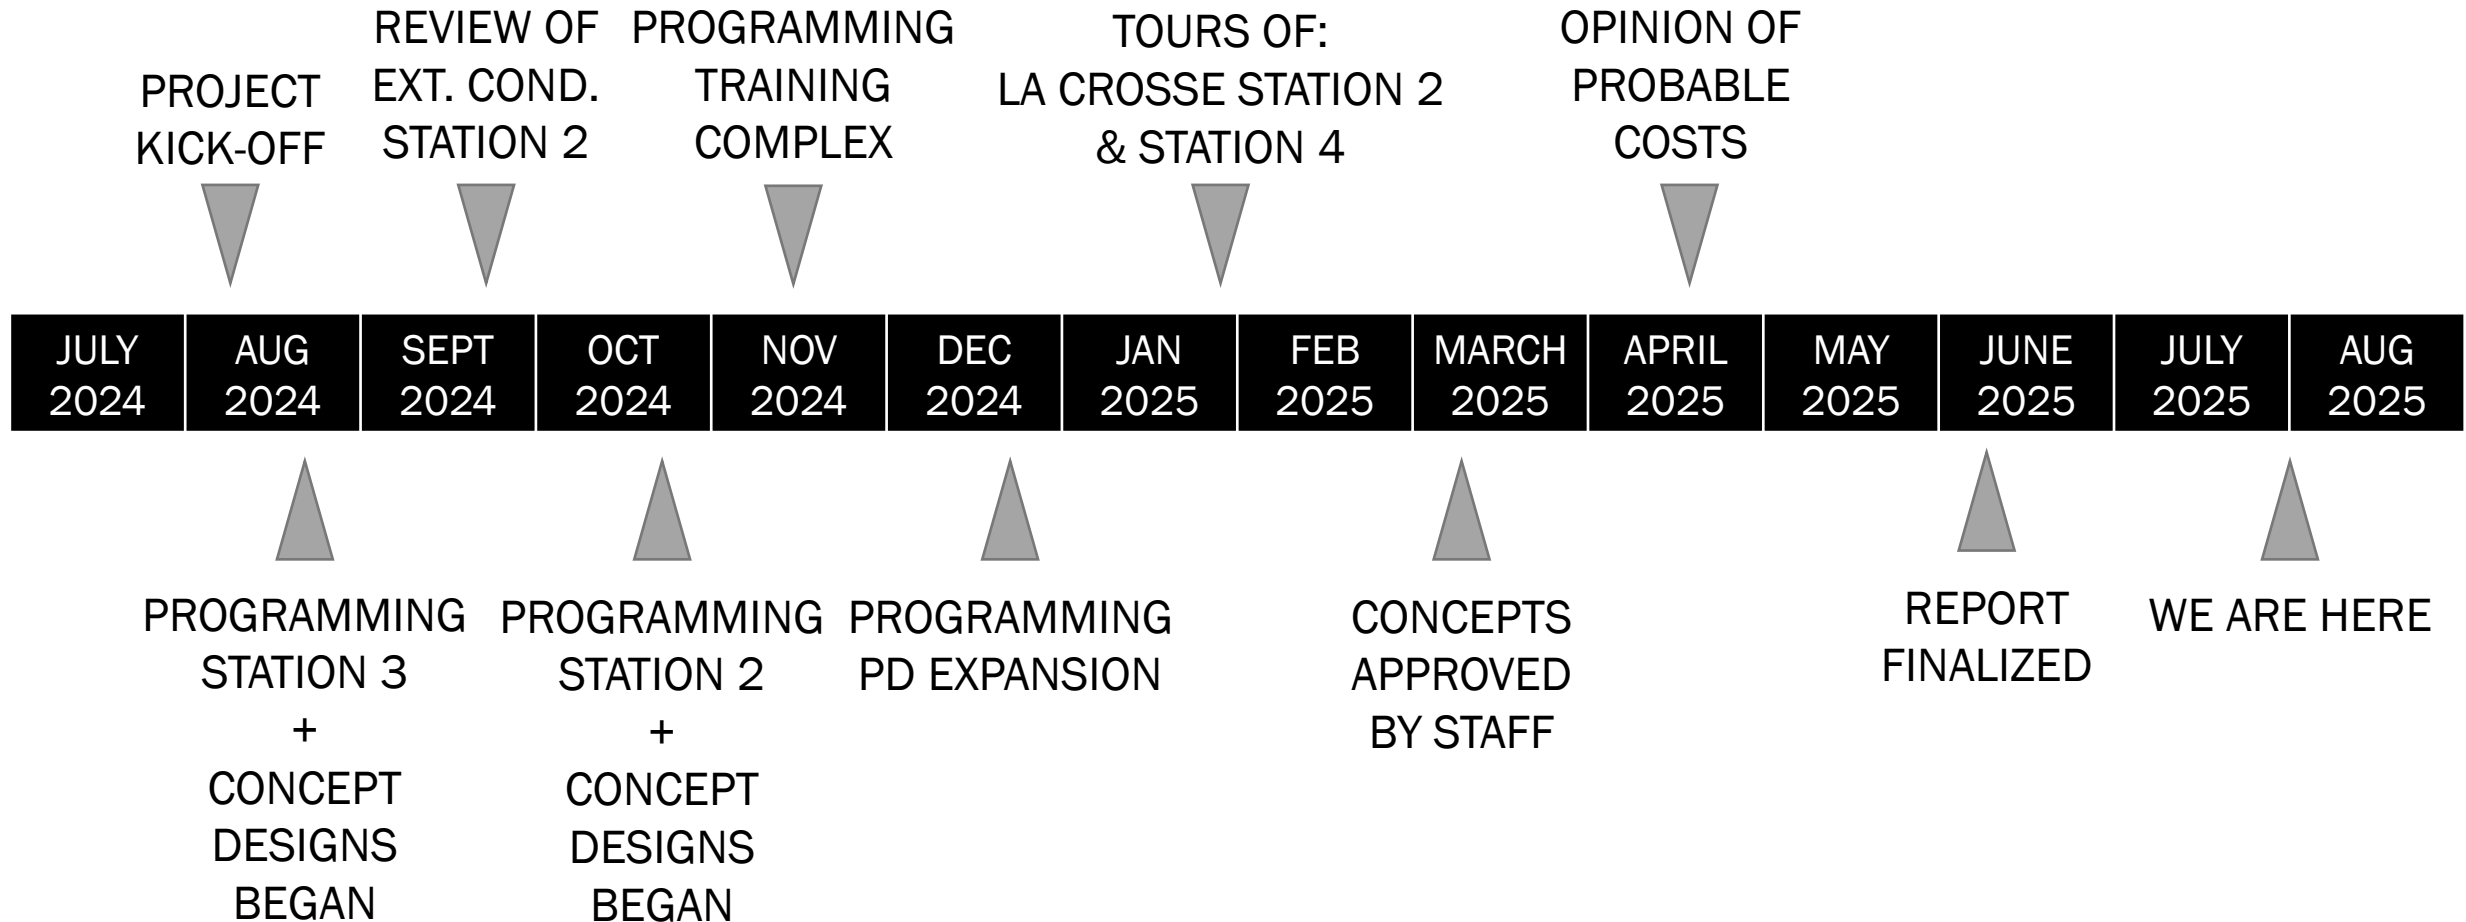 PROJECT
KICK-OFF
REVIEW OF
EXT. COND.
STATION 2
PROGRAMMING
TRAINING
COMPLEX
TOURS OF:
LA CROSSE STATION 2
& STATION 4
OPINION OF
PROBABLE
COSTS
JULY
2024
AUG
2024
SEPT
2024
OCT
2024
NOV
2024
DEC
2024
JAN
2025
FEB
2025
MARCH
2025
APRIL
2025
MAY
2025
JUNE
2025
JULY
2025
AUG
2025
PROGRAMMING
STATION 3
+
CONCEPT
DESIGNS
BEGAN
PROGRAMMING
STATION 2
+
CONCEPT
DESIGNS
BEGAN
PROGRAMMING
PD EXPANSION
CONCEPTS
APPROVED
BY STAFF
REPORT
FINALIZED
WE ARE HERE